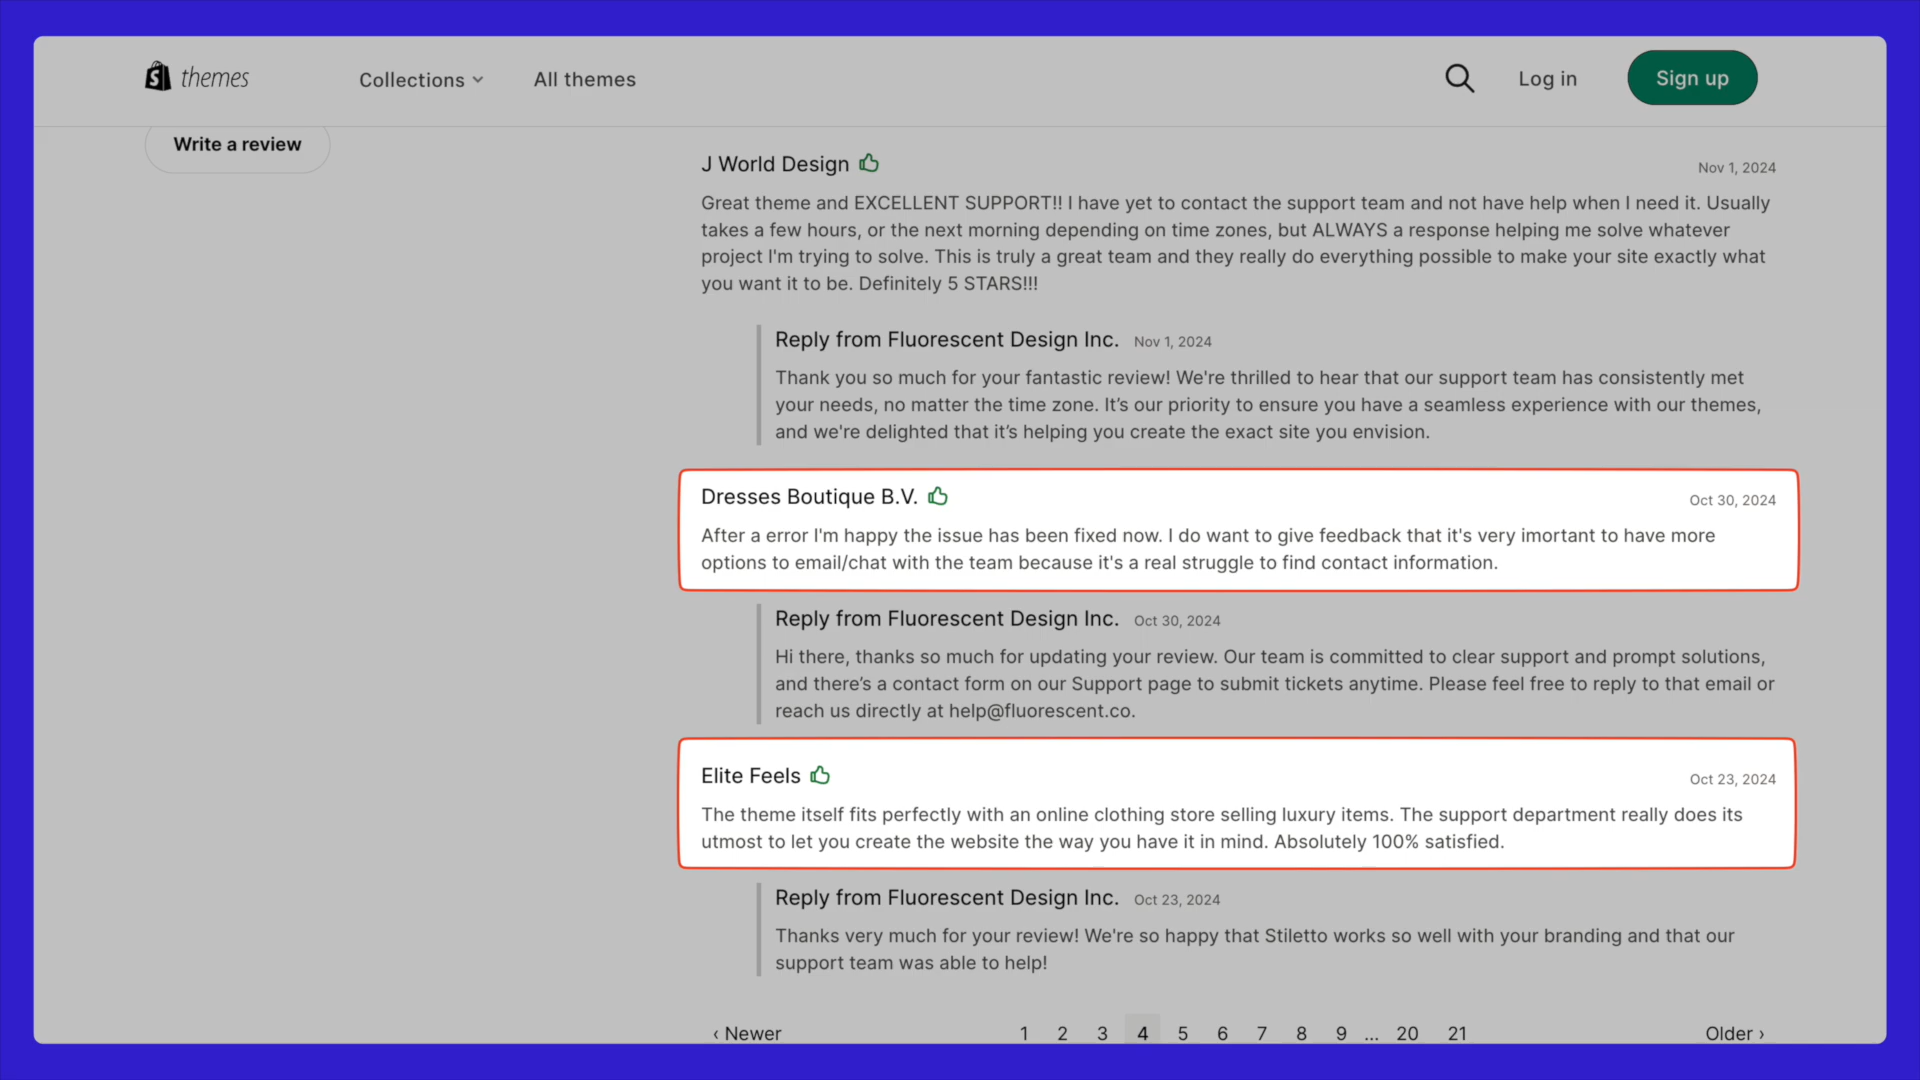 themes
Collections
All themes
Log in
Sign up
Write a review
J World Design
Nov 1, 2024
Great theme and EXCELLENT SUPPORT!! I have yet to contact the support team and not have help when I need it. Usually
takes a few hours, or the next morning depending on time zones, but ALWAYS a response helping me solve whatever
project I'm trying to solve. This is truly a great team and they really do everything possible to make your site exactly what
you want it to be. Definitely 5 STARS!!!
Reply from Fluorescent Design Inc. Nov 1, 2024
Thank you so much for your fantastic review! We're thrilled to hear that our support team has consistently met
your needs, no matter the time zone. It’s our priority to ensure you have a seamless experience with our themes,
and we're delighted that it’s helping you create the exact site you envision.
Dresses Boutique B.V.
Oct 30, 2024
After a error I'm happy the issue has been fixed now. I do want to give feedback that it's very imortant to have more
options to email/chat with the team because it's a real struggle to find contact information.
Reply from Fluorescent Design Inc. Oct 30, 2024
Hi there, thanks so much for updating your review. Our team is committed to clear support and prompt solutions,
and there’s a contact form on our Support page to submit tickets anytime. Please feel free to reply to that email or
reach us directly at help@fluorescent.co.
Elite Feels
Oct 23, 2024
The theme itself fits perfectly with an online clothing store selling luxury items. The support department really does its
utmost to let you create the website the way you have it in mind. Absolutely 100% satisfied.
Reply from Fluorescent Design Inc. Oct 23, 2024
Thanks very much for your review! We're so happy that Stiletto works so well with your branding and that our
support team was able to help!
‹ Newer 1 2 3 4 5 6 7 8 9 ... 20 21 Older ›